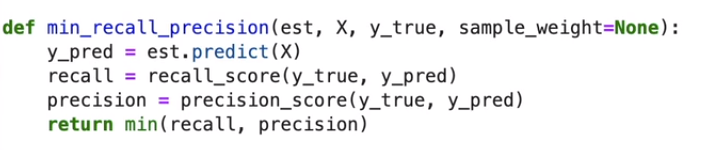 def min_recall_precision(est, X, y_true, sample_weight=None):
    y_pred = est.predict(X)
    recall = recall_score(y_true, y_pred)
    precision = precision_score(y_true, y_pred)
    return min(recall, precision)